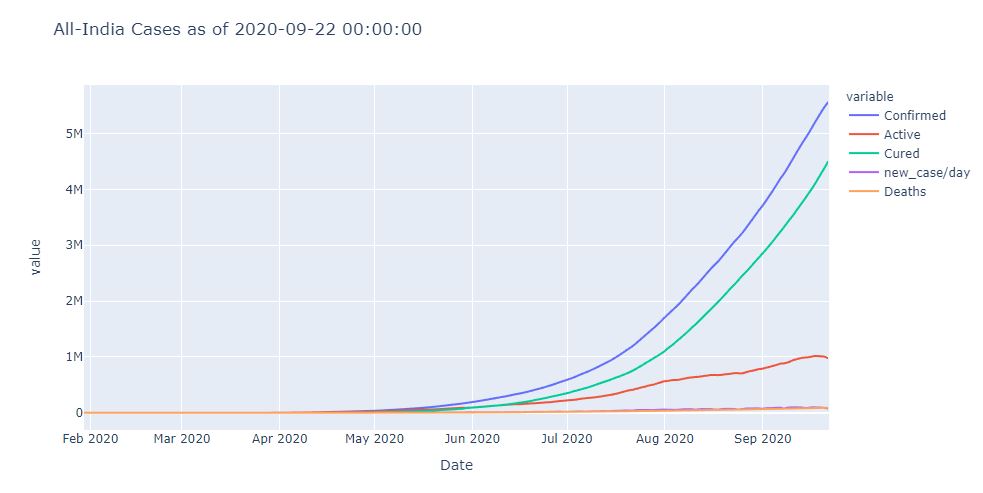 All-India Cases as of 2020-09-22 00:00:00
variable
Confirmed
Active
Cured
new_case/day
Deaths
5M
4M
3M
2M
1M
0
value
Feb 2020 Mar 2020 Apr 2020 May 2020 Jun 2020 Jul 2020 Aug 2020 Sep 2020
Date